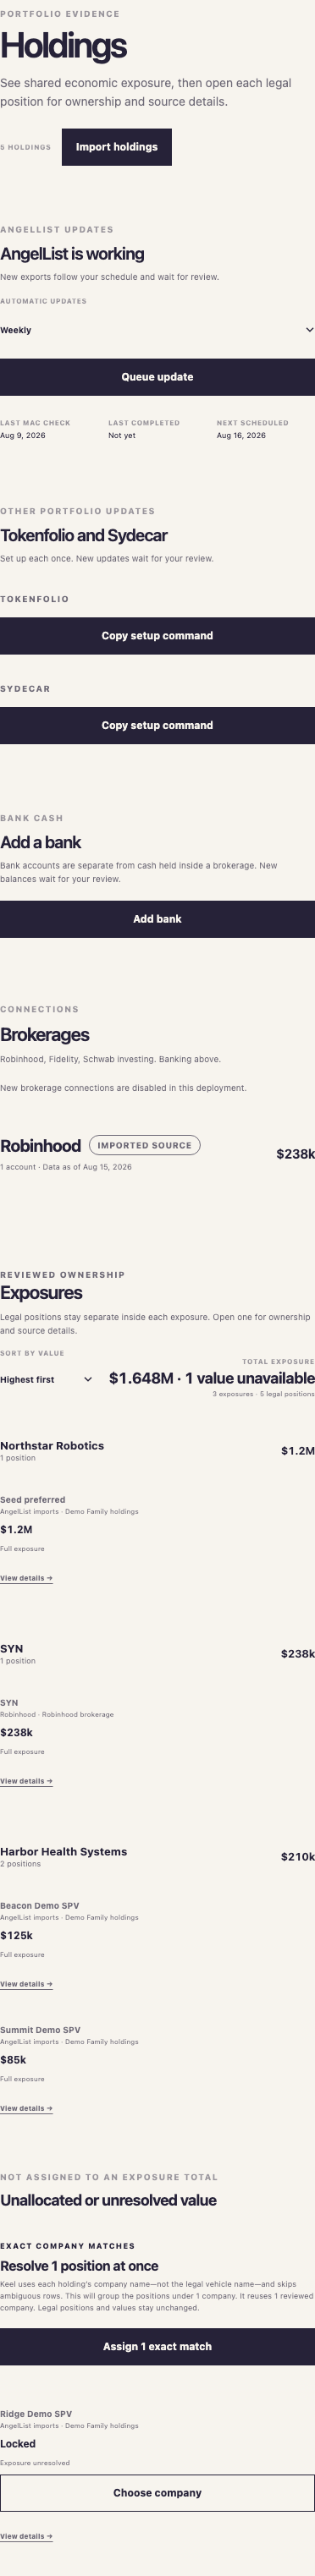 PORTFOLIO EVIDENCE
Holdings
See shared economic exposure, then open each legal
position for ownership and source details.
5 HOLDINGS
Import holdings
ANGELLIST UPDATES
AngelList is working
New exports follow your schedule and wait for review.
AUTOMATIC UPDATES
Weekly
Queue update
LAST MAC CHECK LAST COMPLETED NEXT SCHEDULED
Aug 9, 2026 Not yet Aug 16, 2026
OTHER PORTFOLIO UPDATES
Tokenfolio and Sydecar
Set up each once. New updates wait for your review.
TOKENFOLIO
Copy setup command
SYDECAR
Copy setup command
BANK CASH
Add a bank
Bank accounts are separate from cash held inside a brokerage. New
balances wait for your review.
Add bank
CONNECTIONS
Brokerages
Robinhood, Fidelity, Schwab investing. Banking above.
New brokerage connections are disabled in this deployment.
Robinhood IMPORTED SOURCE $238k
1 account · Data as of Aug 15, 2026
REVIEWED OWNERSHIP
Exposures
Legal positions stay separate inside each exposure. Open one for ownership
and source details.
SORT BY VALUE
Highest first
TOTAL EXPOSURE
$1.648M · 1 value unavailable
3 exposures · 5 legal positions
Northstar Robotics $1.2M
1 position
Seed preferred
AngelList imports · Demo Family holdings
$1.2M
Full exposure
View details →
SYN $238k
1 position
SYN
Robinhood · Robinhood brokerage
$238k
Full exposure
View details →
Harbor Health Systems $210k
2 positions
Beacon Demo SPV
AngelList imports · Demo Family holdings
$125k
Full exposure
View details →
Summit Demo SPV
AngelList imports · Demo Family holdings
$85k
Full exposure
View details →
NOT ASSIGNED TO AN EXPOSURE TOTAL
Unallocated or unresolved value
EXACT COMPANY MATCHES
Resolve 1 position at once
Keel uses each holding's company name—not the legal vehicle name—and skips
ambiguous rows. This will group the positions under 1 company. It reuses 1 reviewed
company. Legal positions and values stay unchanged.
Assign 1 exact match
Ridge Demo SPV
AngelList imports · Demo Family holdings
Locked
Exposure unresolved
Choose company
View details →